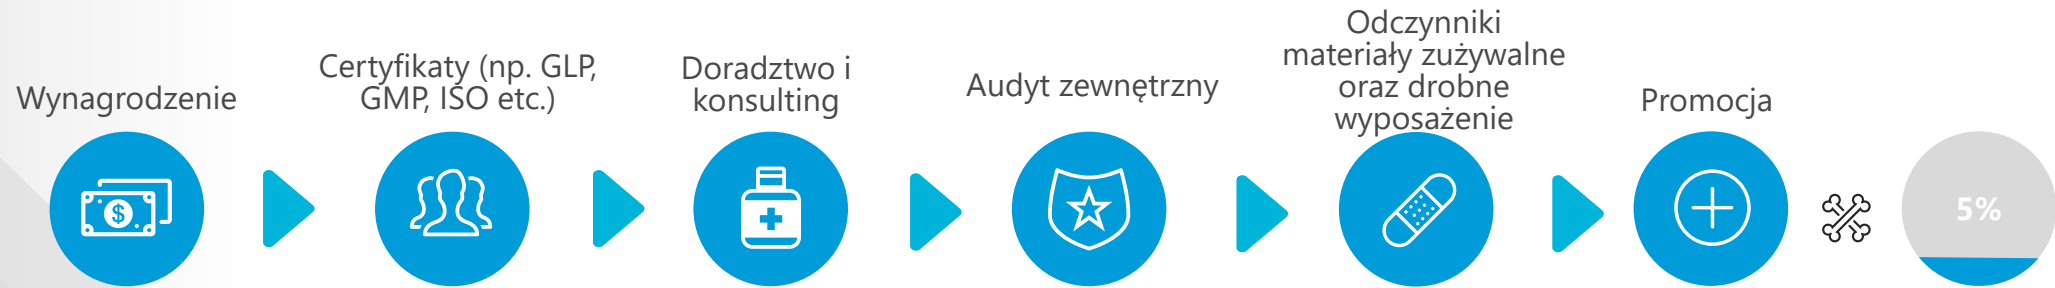 Wynagrodzenie
Certyfikaty (np. GLP,
GMP, ISO etc.)
Doradztwo i
konsulting
Audyt zewnętrzny
Odczynniki
materiały zużywalne
oraz drobne
wyposażenie
Promocja
$
5%